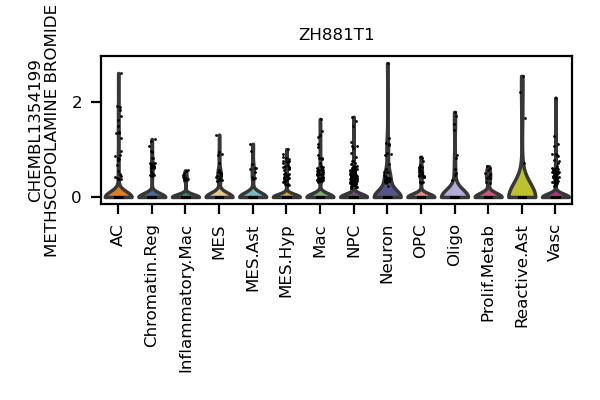 ZH881T1
CHEMBL1354199
METHSCOPOLAMINE BROMIDE
2
0
AC
Chromatin.Reg
Inflammatory.Mac
MES
MES.Ast
MES.Hyp
Mac
NPC
Neuron
OPC
Oligo
Prolif.Metab
Reactive.Ast
Vasc